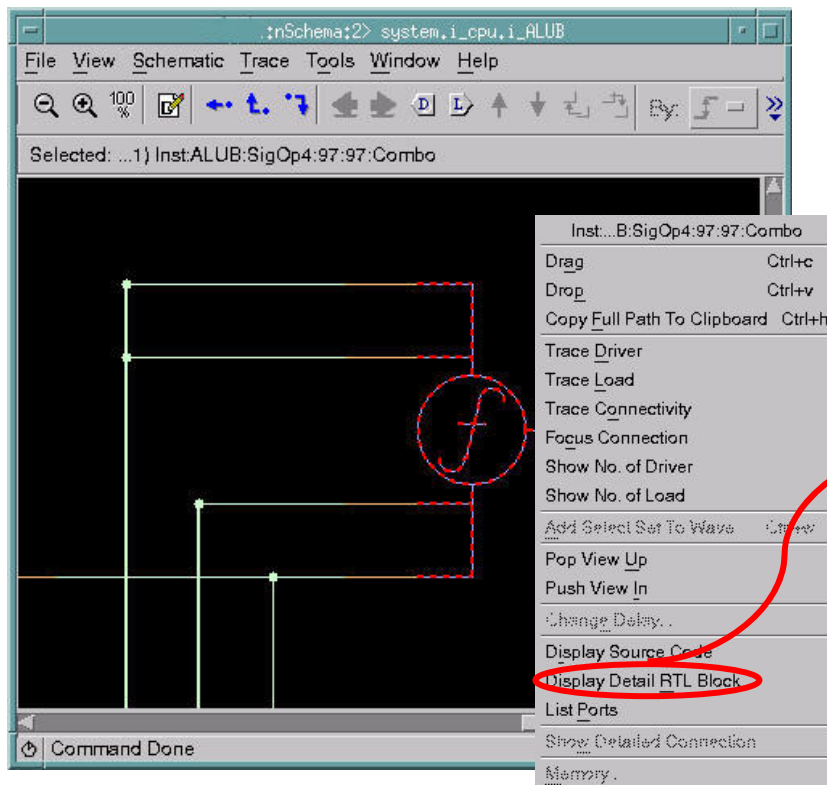 :nSchema:2> system.i_cpu.i_ALUB
File View Schematic Trace Tools Window Help
100 % D L By:
Selected: ...1) Inst:ALUB:SigOp4:97:97:Combo
Inst:...B:SigOp4:97:97:Combo
Drag Ctrl+c
Drop Ctrl+v
Copy Full Path To Clipboard Ctrl+h
Trace Driver
Trace Load
Trace Connectivity
Focus Connection
Show No. of Driver
Show No. of Load
Add Select Set To Wave Ctrl+w
Pop View Up
Push View In
Change Delay..
Display Source Code
Display Detail RTL Block
List Ports
Show Detailed Connection
Memory.
Command Done